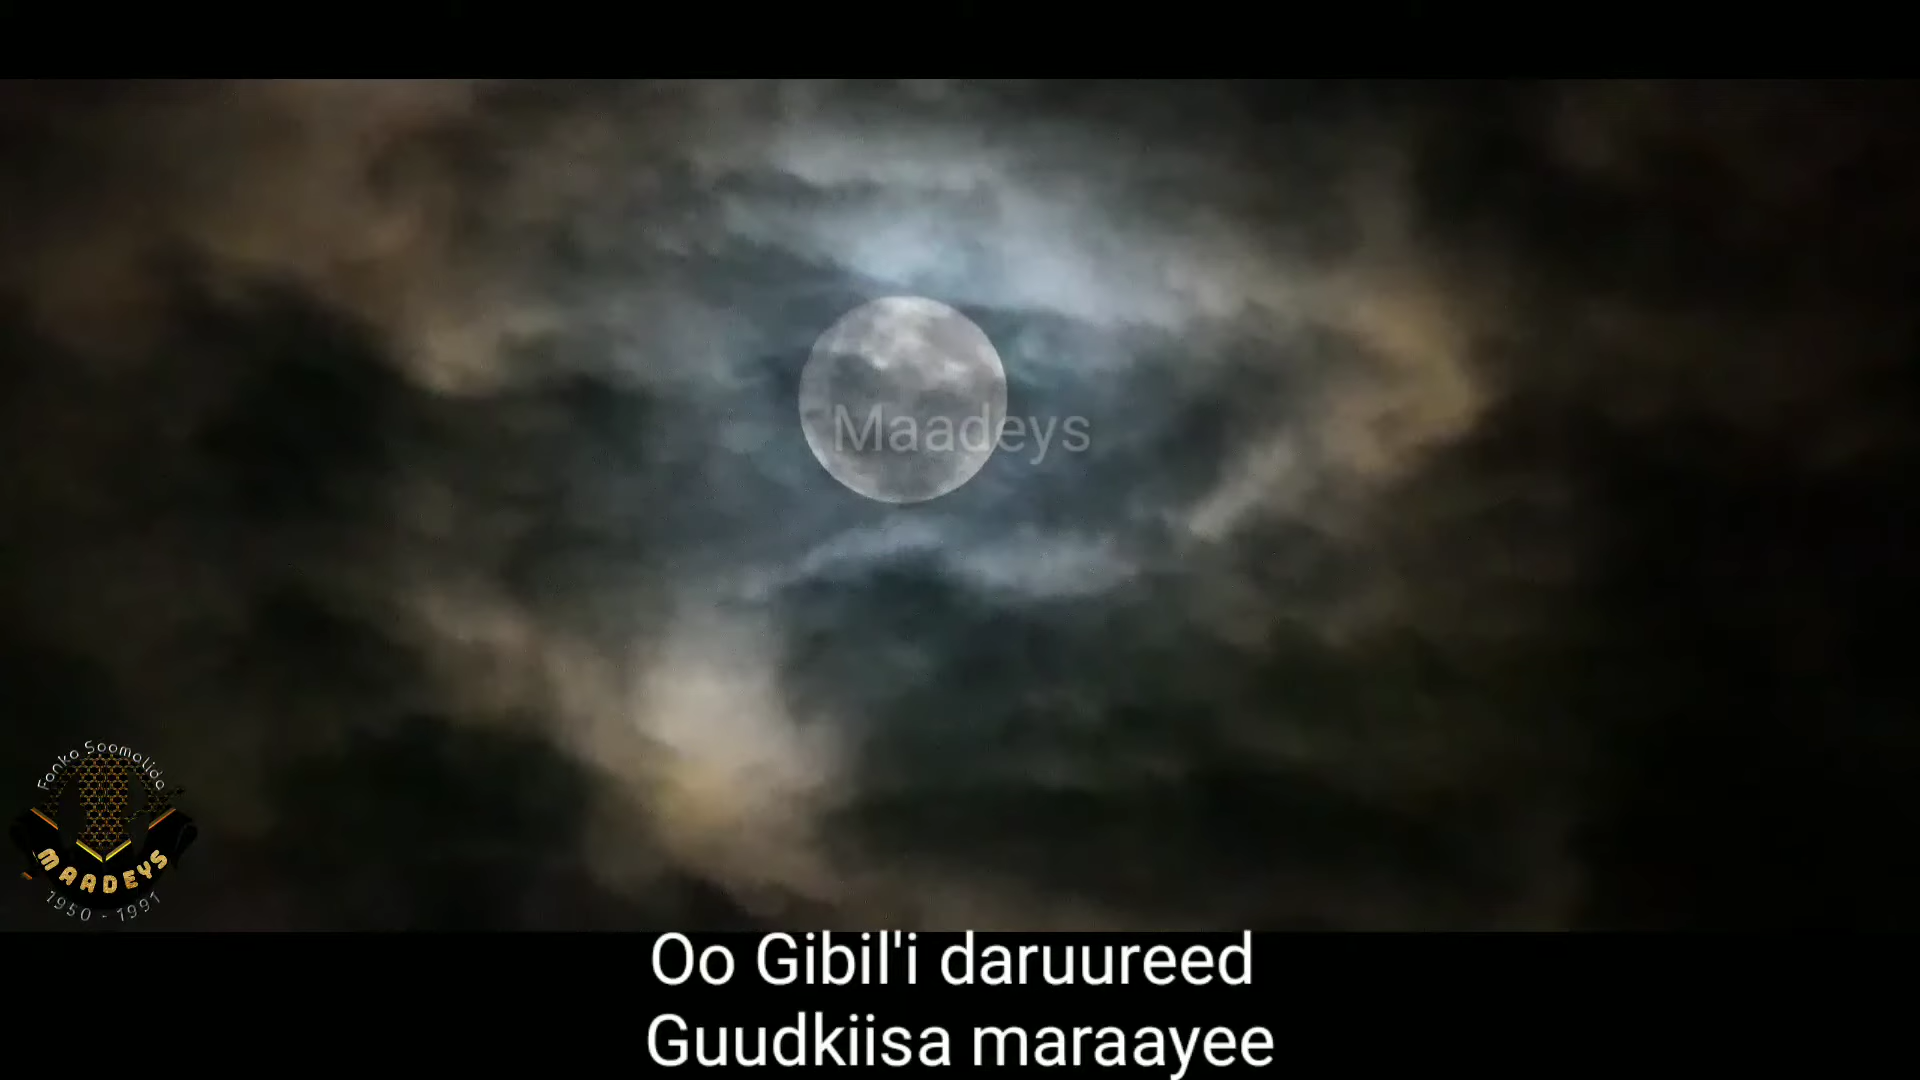 Maadeys
Fanka Soomalida
MAADEYS
1950 - 1991
Oo Gibil'i daruureed
Guudkiisa maraayee